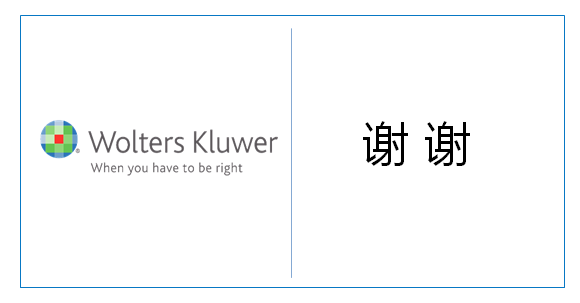 Wolters Kluwer
When you have to be right
谢 谢